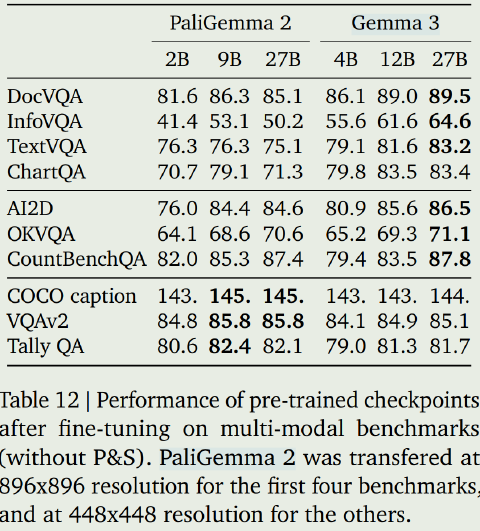 PaliGemma 2 Gemma 3
2B 9B 27B 4B 12B 27B
DocVQA 81.6 86.3 85.1 86.1 89.0 89.5
InfoVQA 41.4 53.1 50.2 55.6 61.6 64.6
TextVQA 76.3 76.3 75.1 79.1 81.6 83.2
ChartQA 70.7 79.1 71.3 79.8 83.5 83.4
AI2D 76.0 84.4 84.6 80.9 85.6 86.5
OKVQA 64.1 68.6 70.6 65.2 69.3 71.1
CountBenchQA 82.0 85.3 87.4 79.4 83.5 87.8
COCO caption 143. 145. 145. 143. 143. 144.
VQAv2 84.8 85.8 85.8 84.1 84.9 85.1
Tally QA 80.6 82.4 82.1 79.0 81.3 81.7
Table 12 | Performance of pre-trained checkpoints
after fine-tuning on multi-modal benchmarks
(without P&S). PaliGemma 2 was transfered at
896x896 resolution for the first four benchmarks,
and at 448x448 resolution for the others.